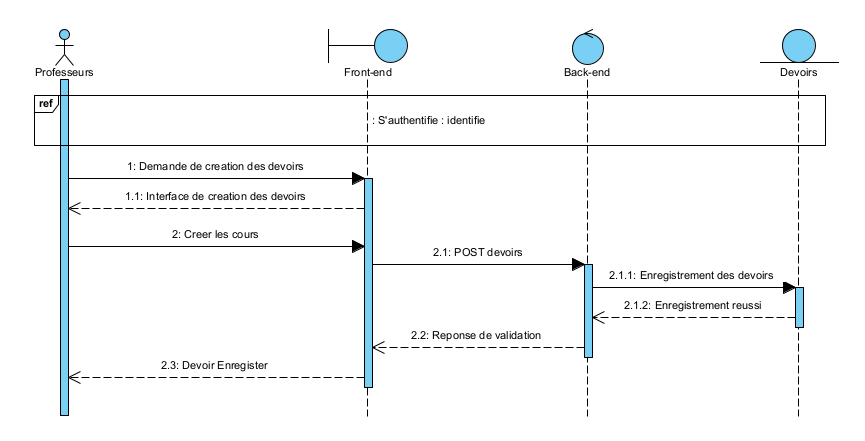 Professeurs
Front-end
Back-end
Devoirs
ref
: S'authentifie : identifie
1: Demande de creation des devoirs
1.1: Interface de creation des devoirs
2: Creer les cours
2.1: POST devoirs
2.1.1: Enregistrement des devoirs
2.1.2: Enregistrement reussi
2.2: Reponse de validation
2.3: Devoir Enregister